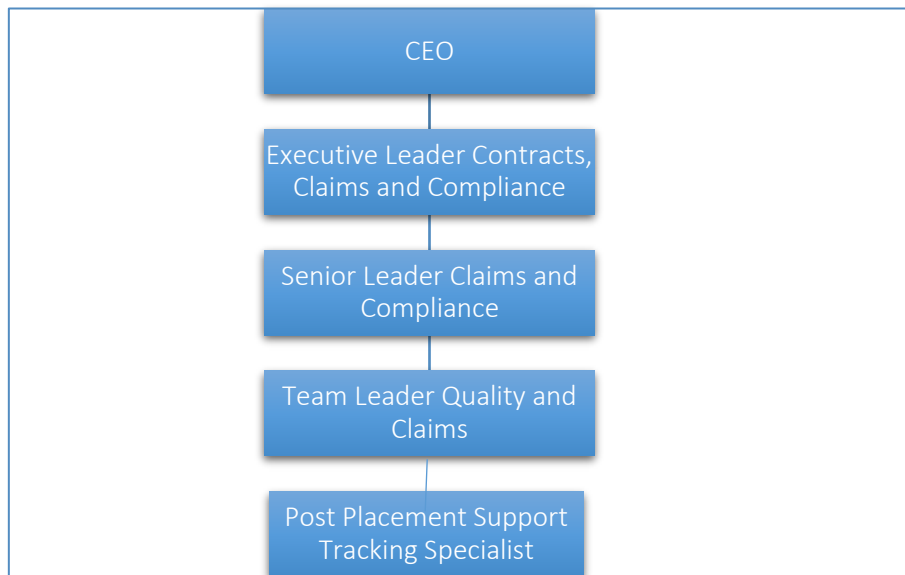 CEO
Executive Leader Contracts,
Claims and Compliance
Senior Leader Claims and
Compliance
Team Leader Quality and
Claims
Post Placement Support
Tracking Specialist